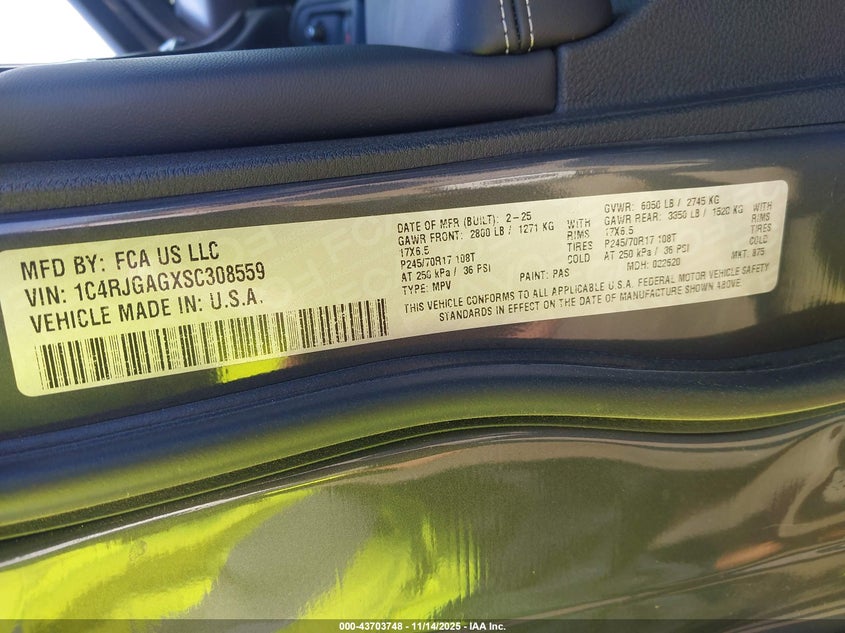 MFD BY: FCA US LLC
VIN: 1C4RJGAGXSC308559
VEHICLE MADE IN: U.S.A.
DATE OF MFR (BUILT): 2-25
GAWR FRONT: 2800 LB / 1271 KG WITH
17X6.5 RIMS
P245/70R17 108T TIRES
AT 250 kPa / 36 PSI COLD
TYPE: MPV PAINT: PAS
GVWR: 6050 LB / 2745 KG
GAWR REAR: 3350 LB / 1520 KG WITH
17X6.5 RIMS
P245/70R17 108T TIRES
AT 250 kPa / 36 PSI COLD
MDH: 022520 MKT: 875
THIS VEHICLE CONFORMS TO ALL APPLICABLE U.S.A. FEDERAL MOTOR VEHICLE SAFETY
STANDARDS IN EFFECT ON THE DATE OF MANUFACTURE SHOWN ABOVE.
000-43703748 - 11/14/2025 - IAA Inc.